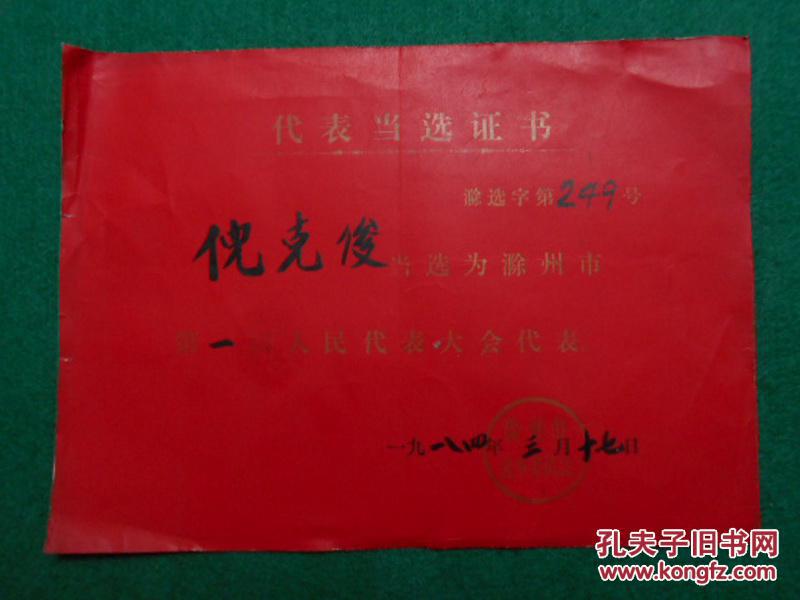 代表当选证书
滁选字第249号
倪克俊当选为滁州市
第一届人民代表大会代表
一九八四年三月十七日
孔夫子旧书网
www.kongfz.com